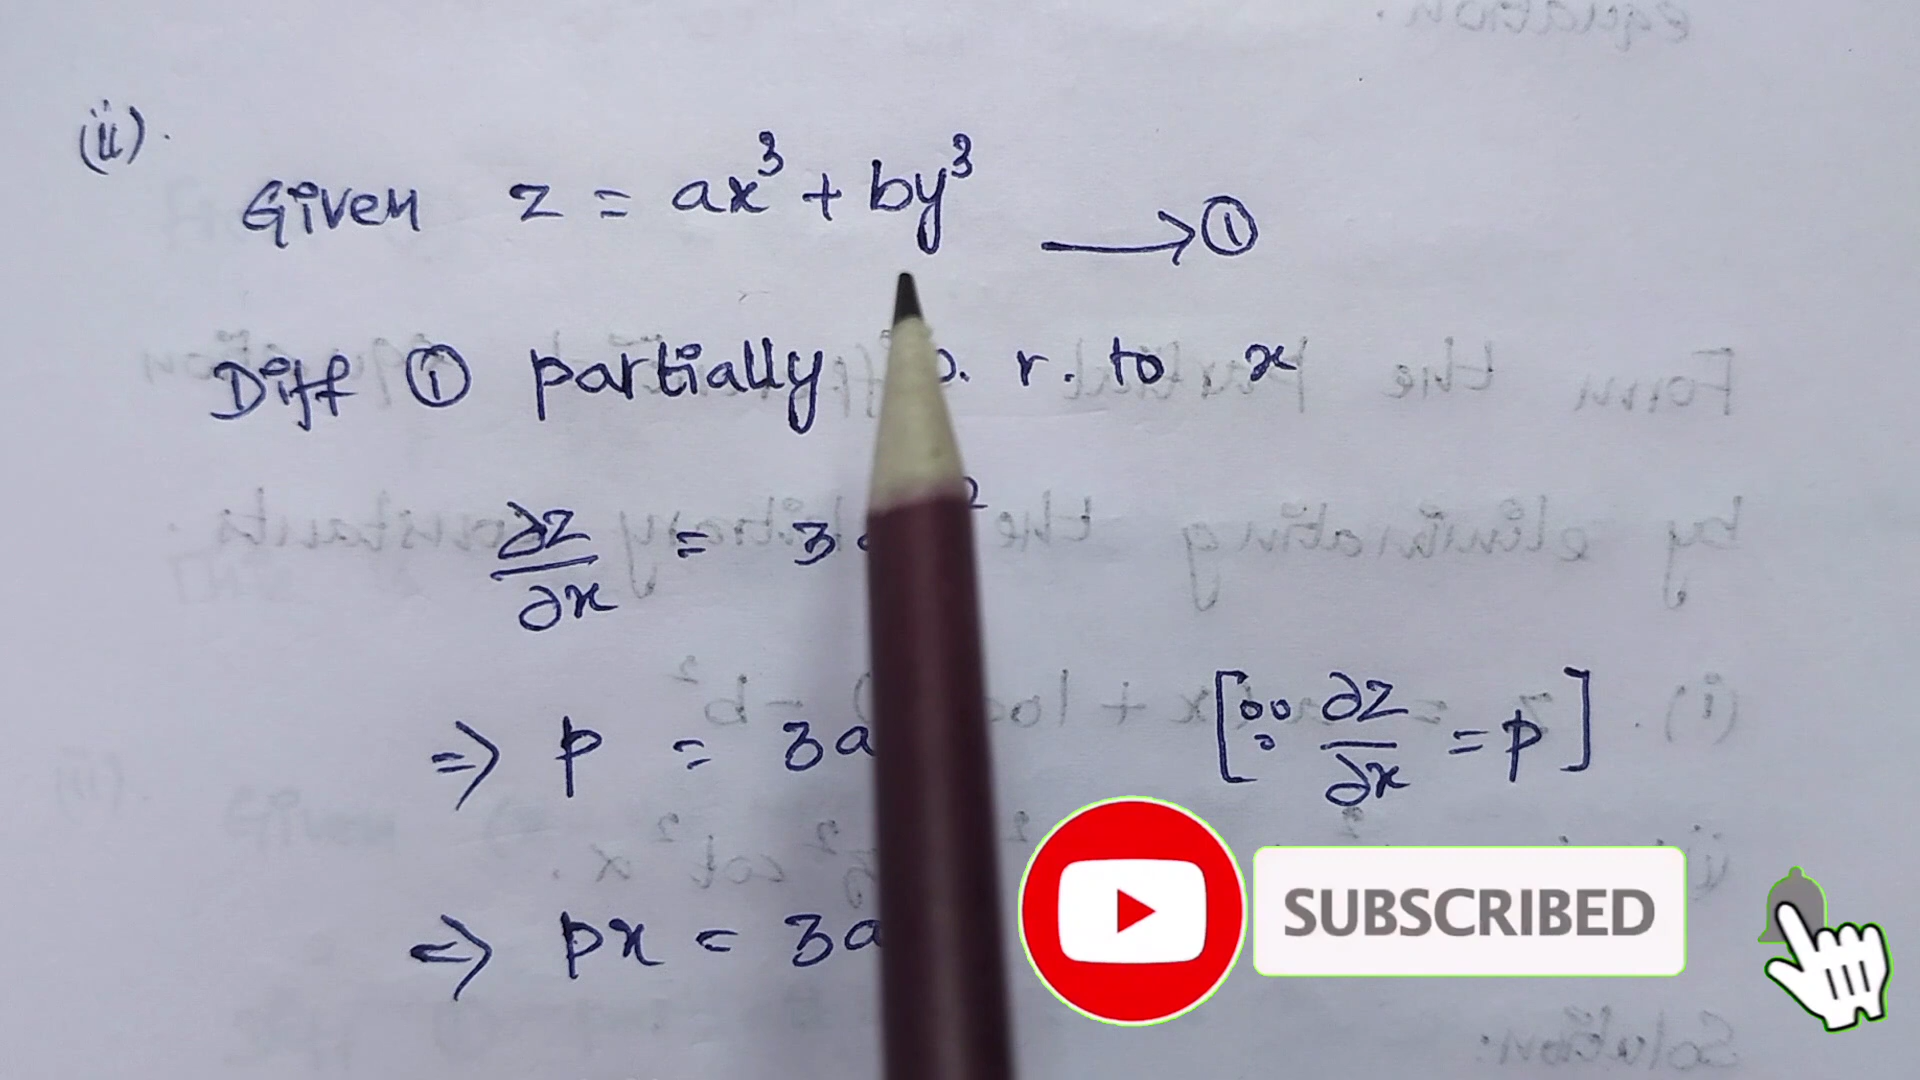 (ii).
Given z = ax³ + by³ ⟶ ①
Diff ① partially r. to x
∂z/∂x = 3
⇒ p = 3a [∵ ∂z/∂x = p]
⇒ px = 3a
SUBSCRIBED